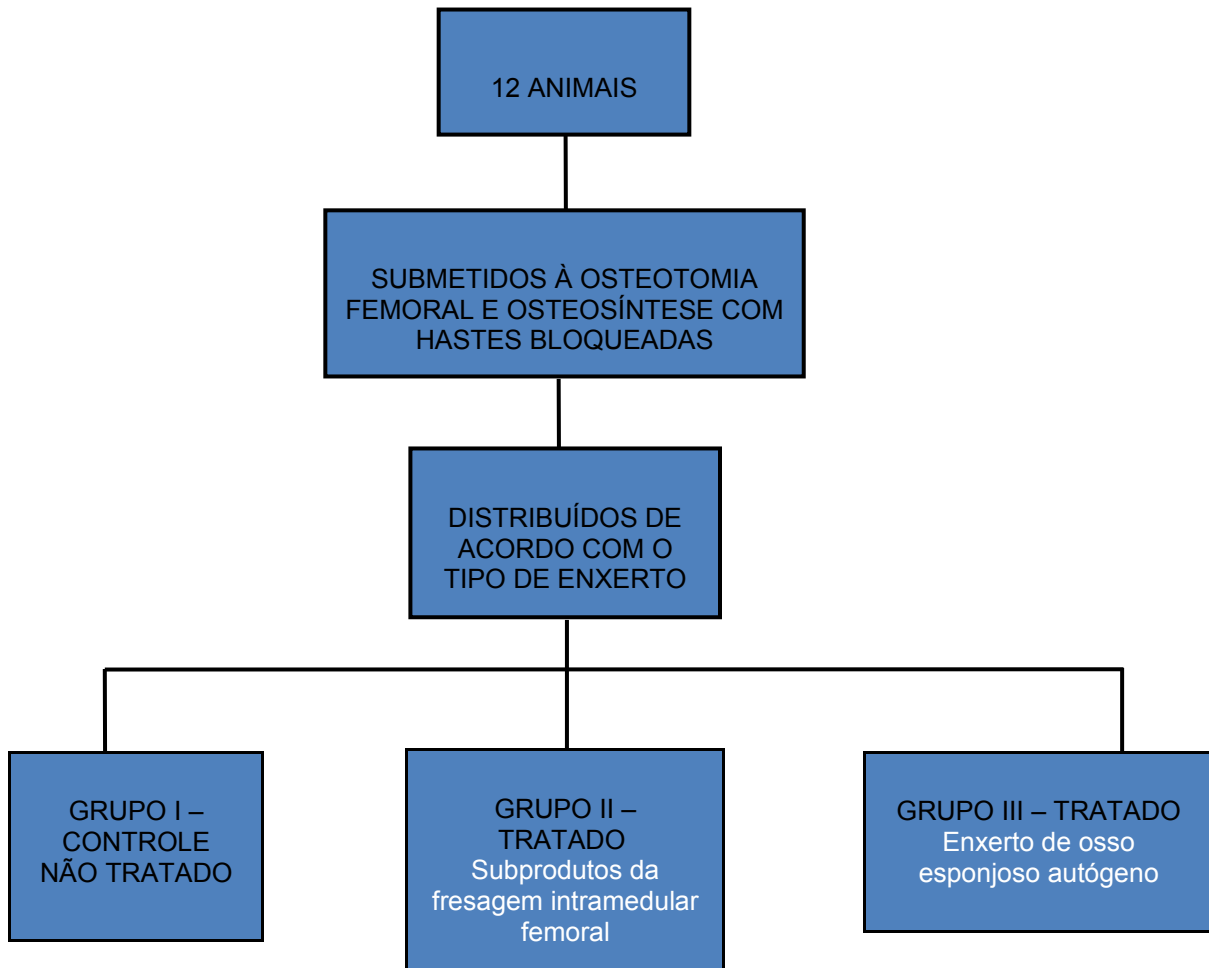 12 ANIMAIS
SUBMETIDOS À OSTEOTOMIA
FEMORAL E OSTEOSÍNTESE COM
HASTES BLOQUEADAS
DISTRIBUÍDOS DE
ACORDO COM O
TIPO DE ENXERTO
GRUPO I –
CONTROLE
NÃO TRATADO
GRUPO II –
TRATADO
Subprodutos da
fresagem intramedular
femoral
GRUPO III – TRATADO
Enxerto de osso
esponjoso autógeno